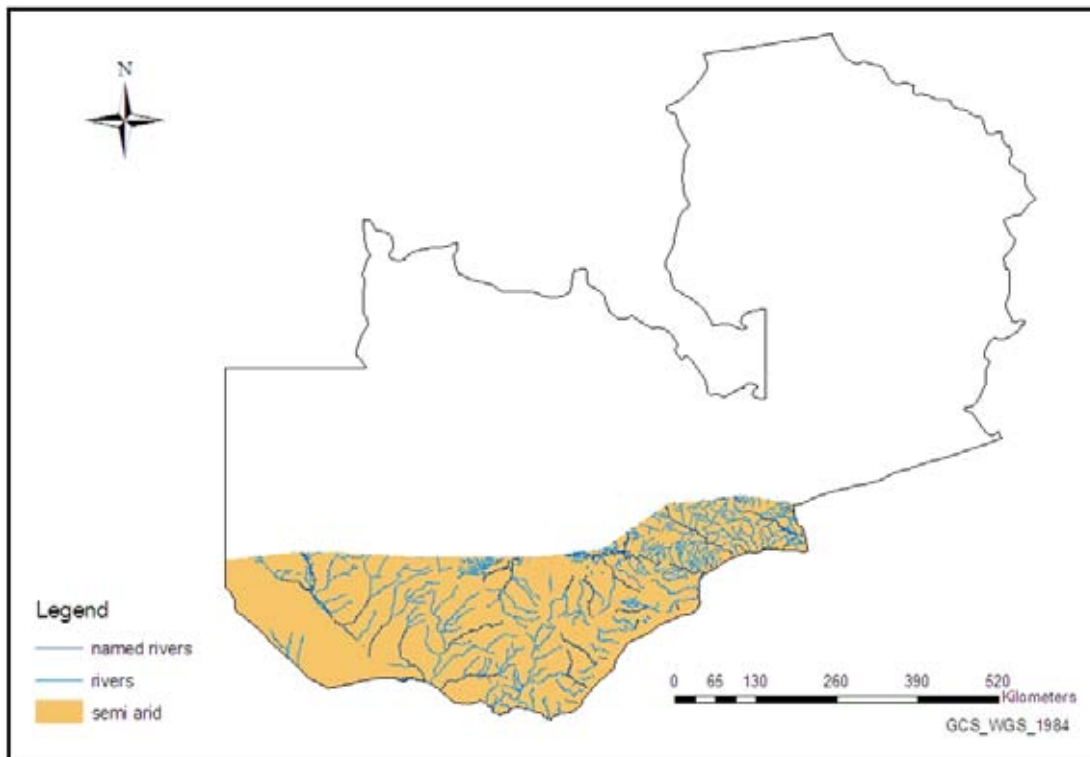 N
Legend
named rivers
rivers
semi arid
0 65 130 260 390 520
Kilometers
GCS_WGS_1984